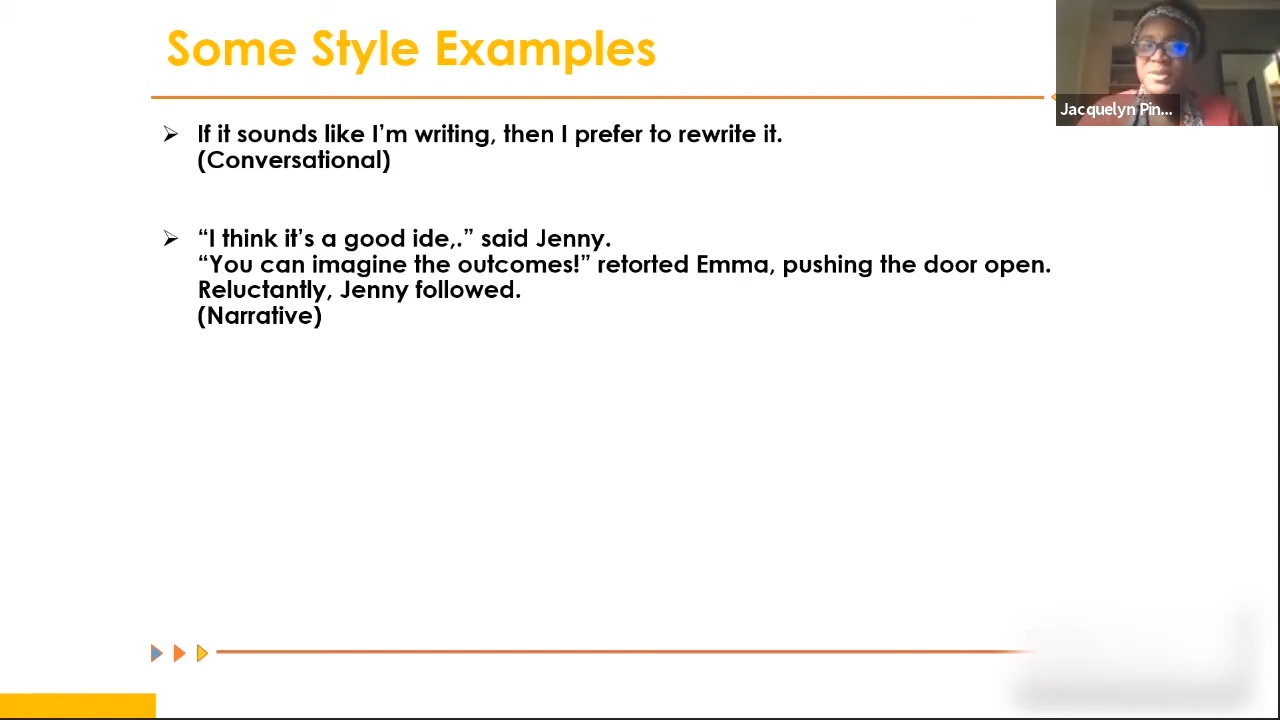 Some Style Examples
Jacquelyn Pin...
If it sounds like I’m writing, then I prefer to rewrite it.
(Conversational)
“I think it’s a good ide,.” said Jenny.
“You can imagine the outcomes!” retorted Emma, pushing the door open.
Reluctantly, Jenny followed.
(Narrative)